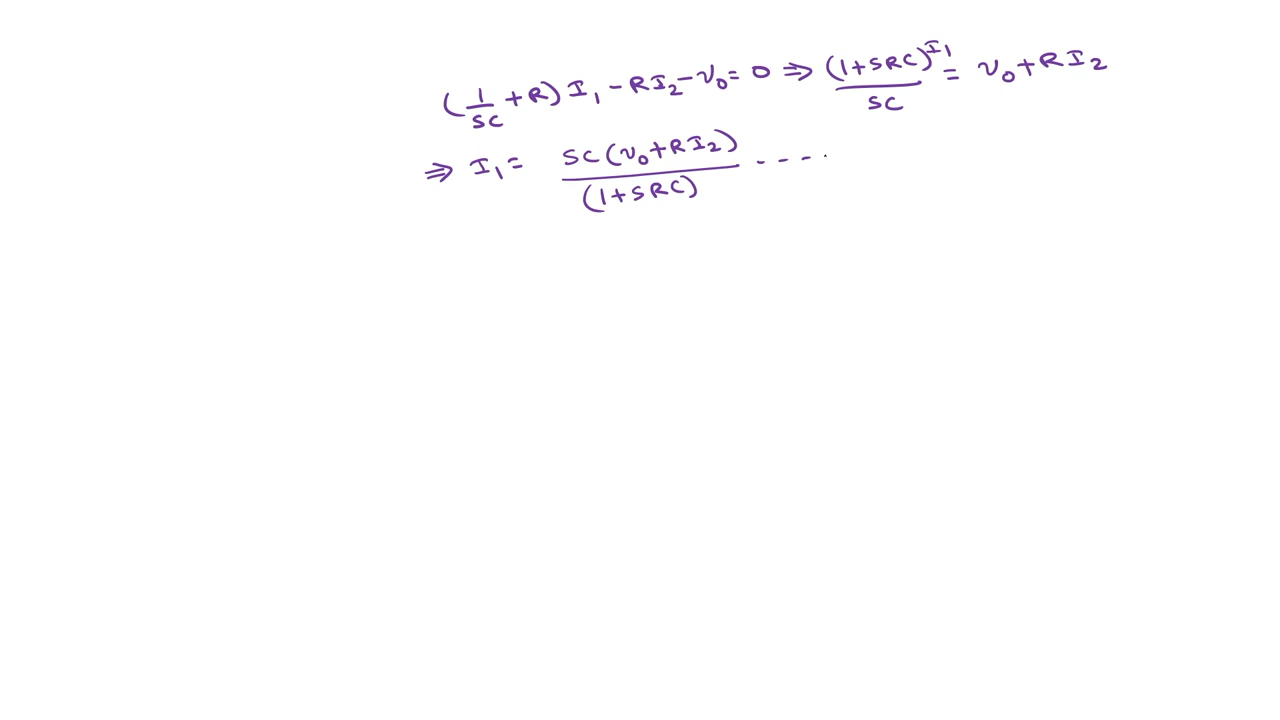 (1/SC + R) I₁ - RI₂ - V₀ = 0 ⇒ (1+SRC)I₁/SC = V₀ + RI₂
⇒ I₁ = SC(V₀+RI₂)/(1+SRC) ----